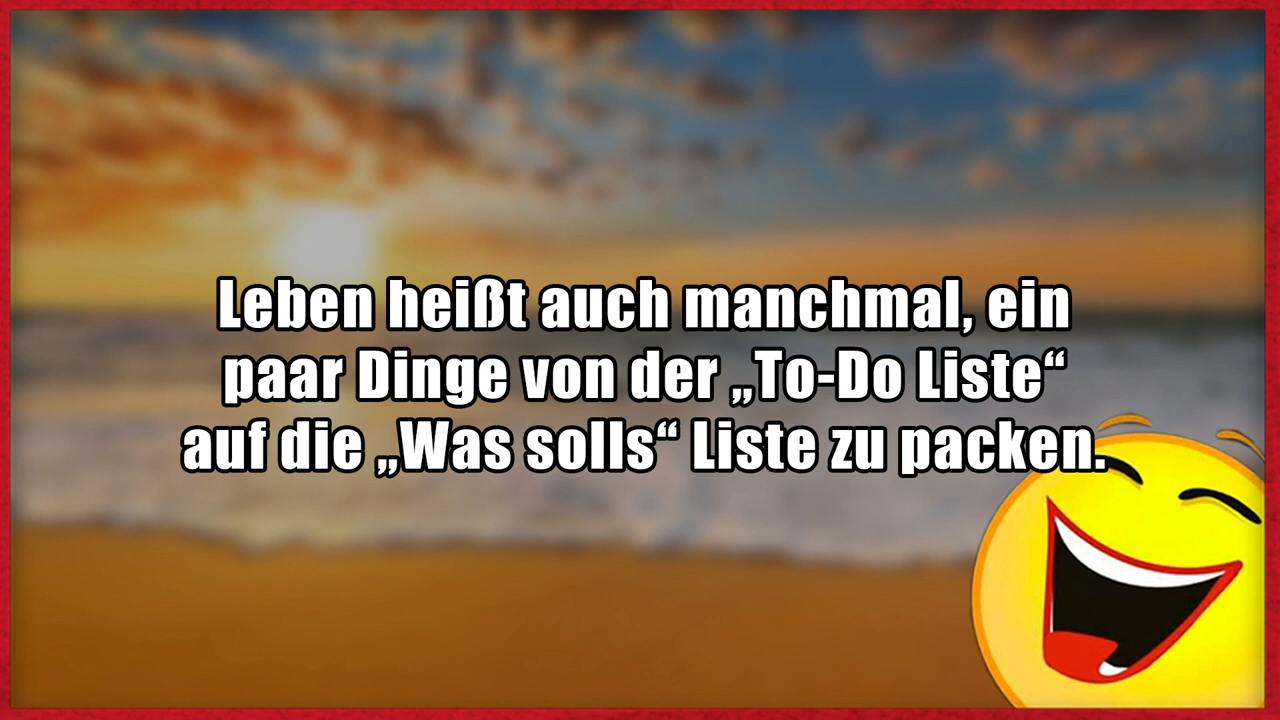 Leben heißt auch manchmal, ein
paar Dinge von der „To-Do Liste“
auf die „Was solls“ Liste zu packen.